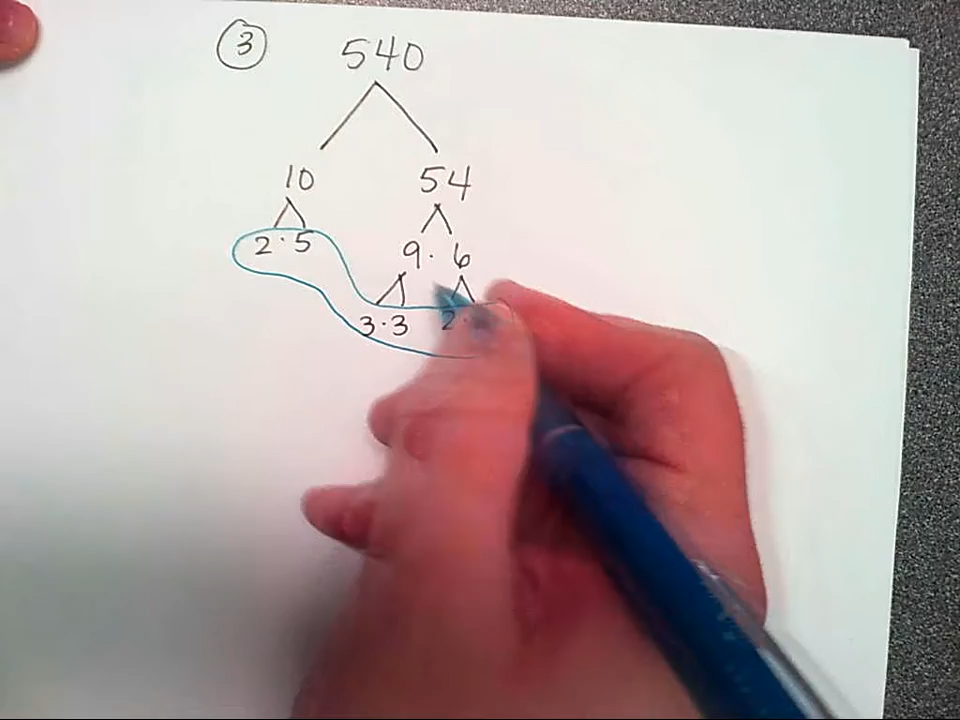 3 540
10 54
2 · 5
9 · 6
3 · 3 2 ·